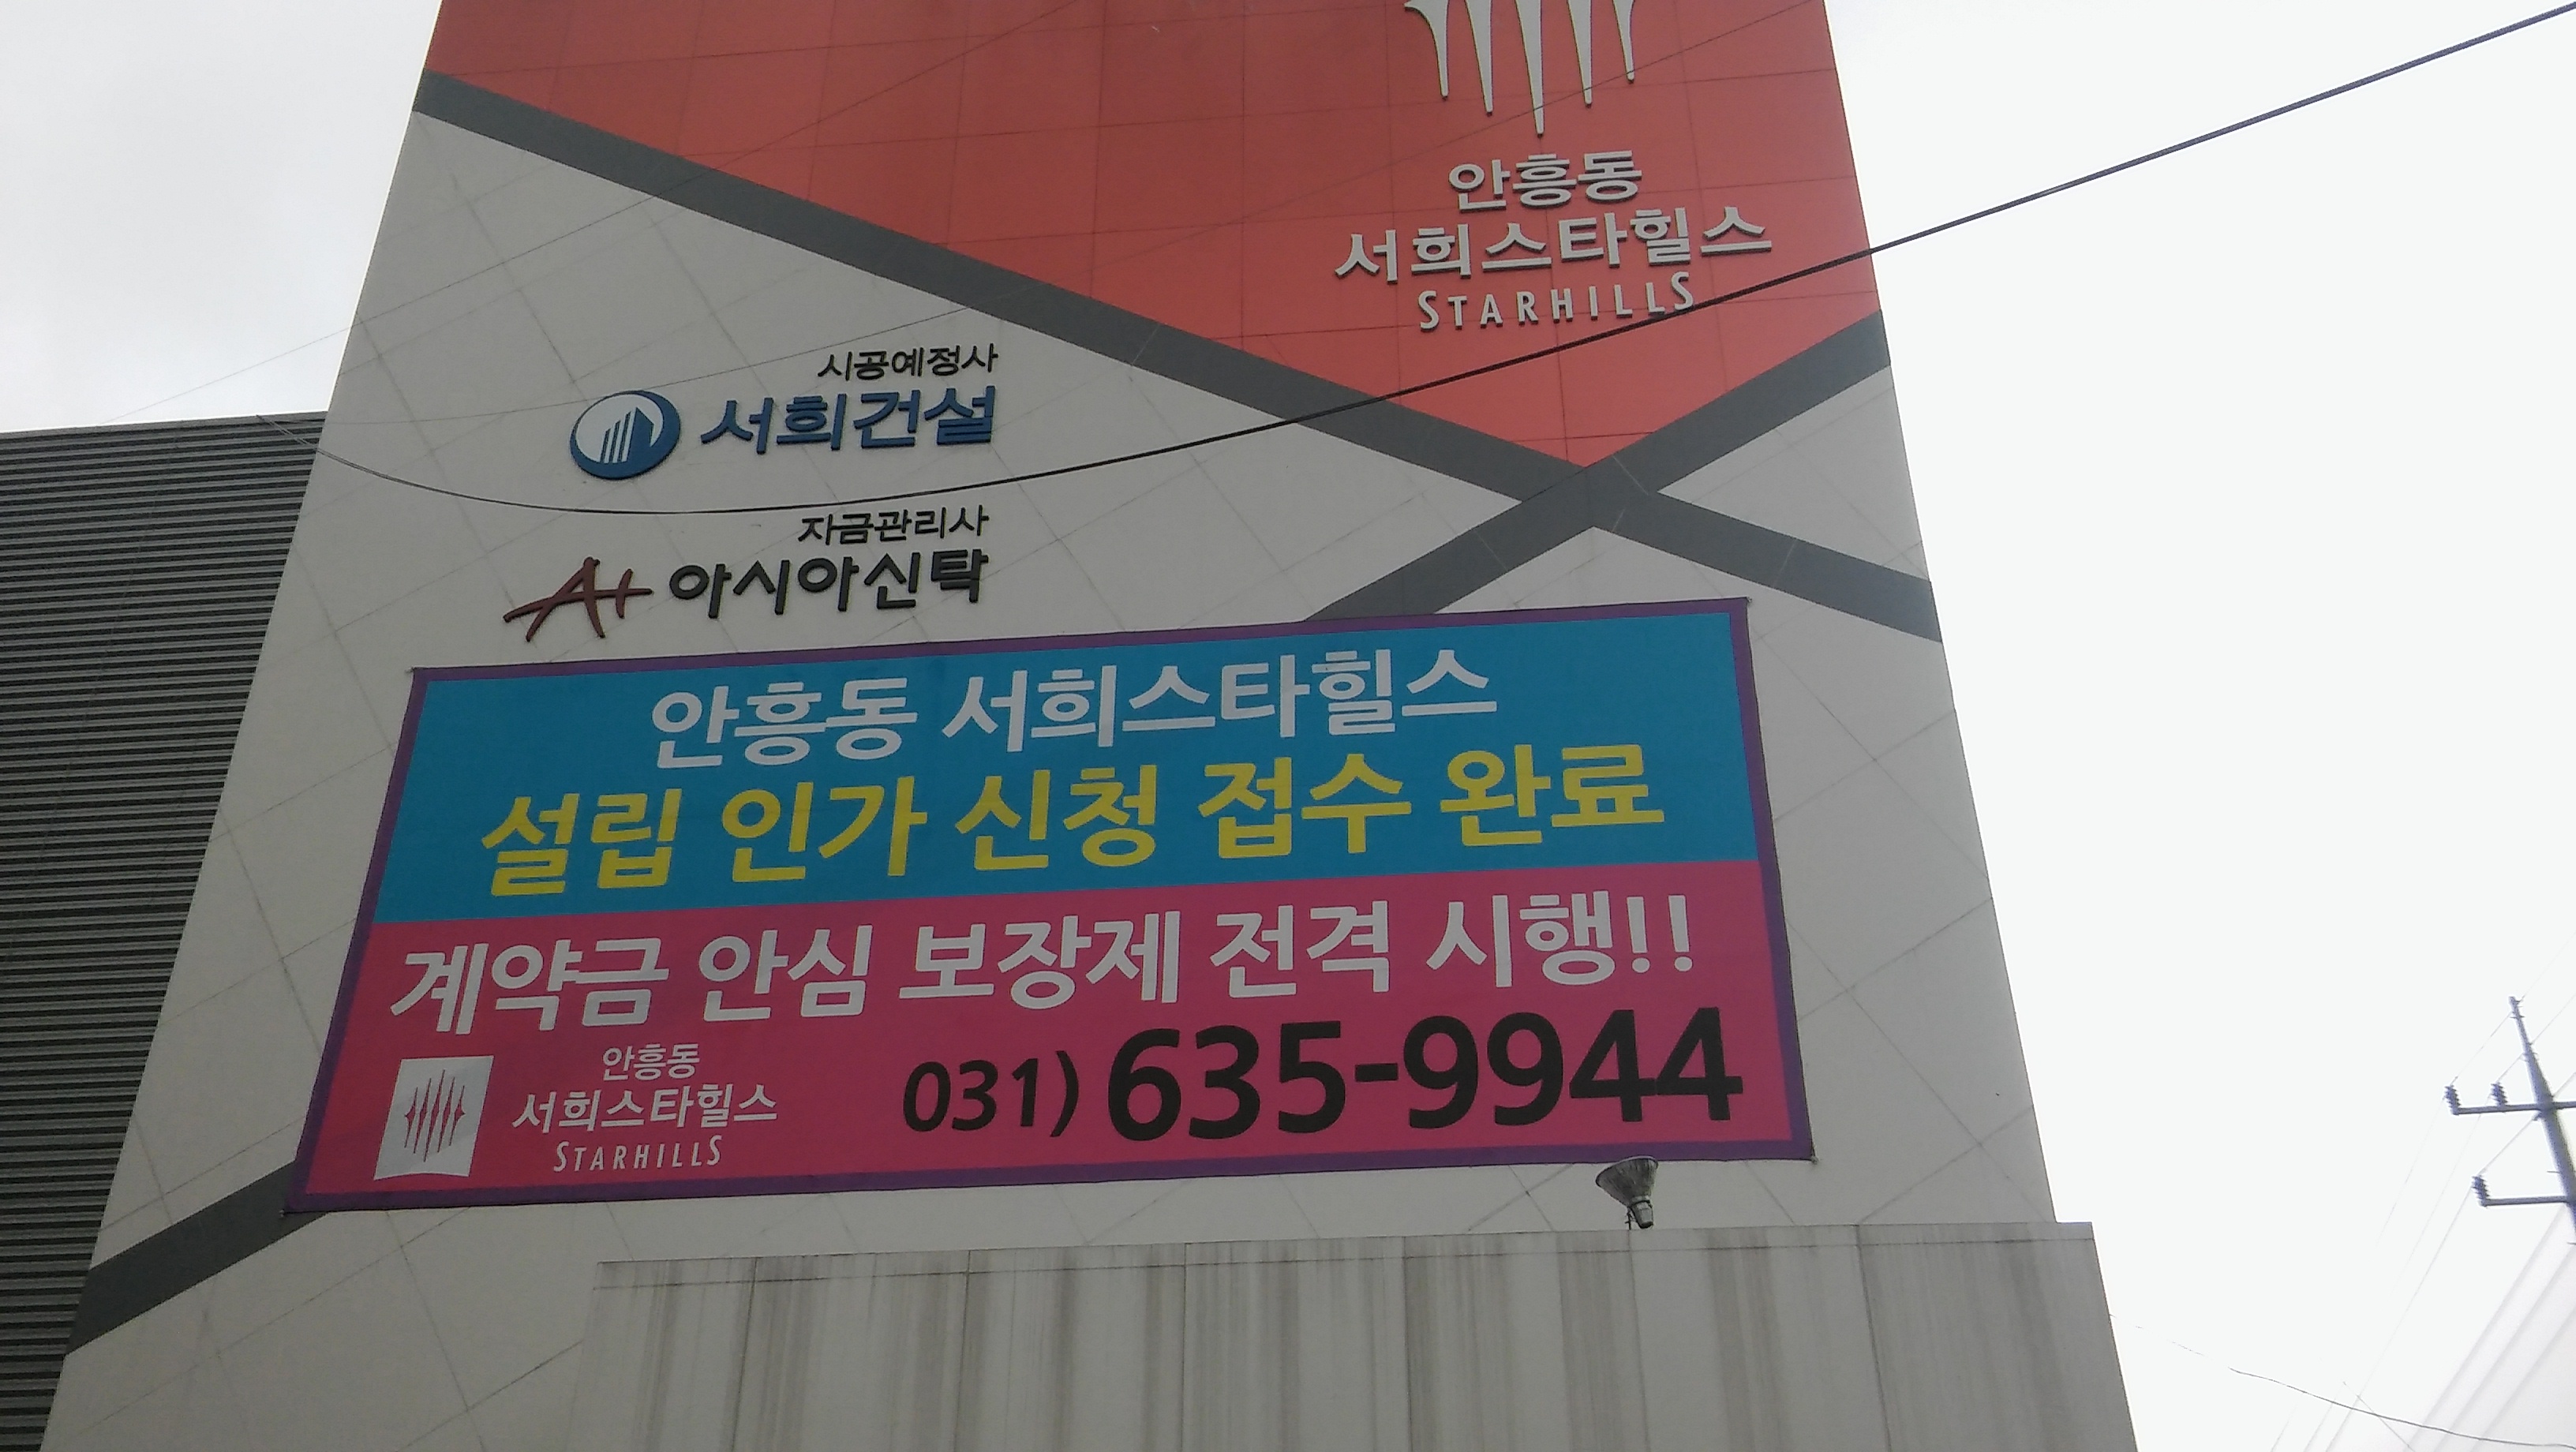 안흥동
서희스타힐스
STARHILLS
시공예정사
서희건설
자금관리사
A+ 아시아신탁
안흥동 서희스타힐스
설립 인가 신청 접수 완료
계약금 안심 보장제 전격 시행!!
안흥동
서희스타힐스
STARHILLS
031) 635-9944